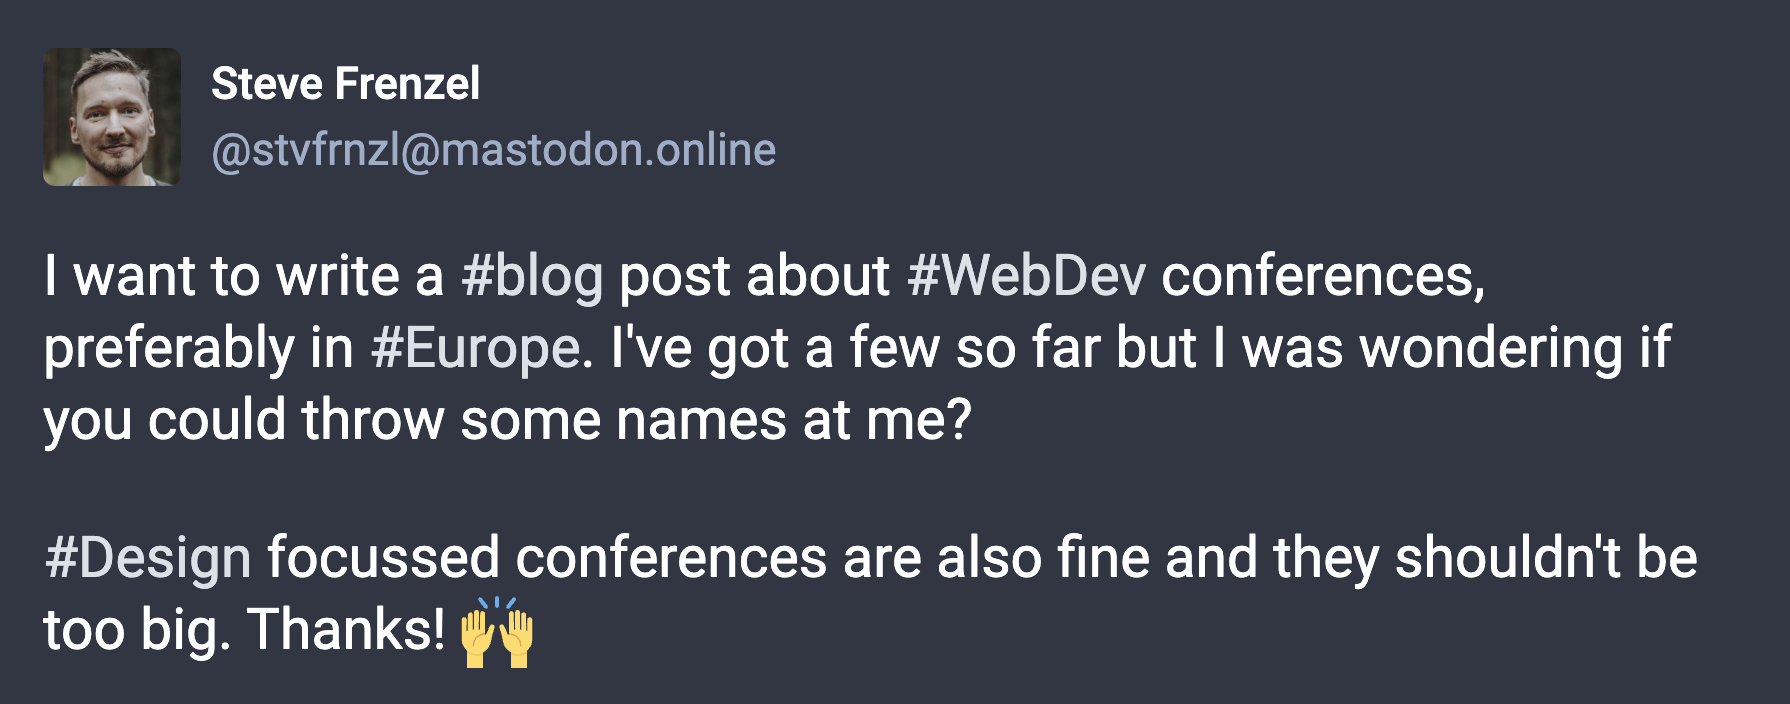 Steve Frenzel
@stvfrnzl@mastodon.online
I want to write a #blog post about #WebDev conferences,
preferably in #Europe. I've got a few so far but I was wondering if
you could throw some names at me?
#Design focussed conferences are also fine and they shouldn't be
too big. Thanks! 🙌